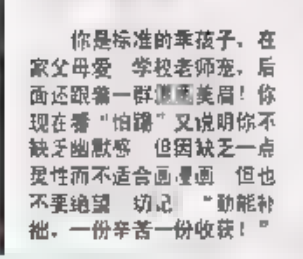 你是标准的乖孩子，在
家父母爱 学校老师宠，后
面还跟着一群漂亮美眉！你
现在看“怕踢”又说明你不
缺乏幽默感 但因缺乏一点
灵性而不适合画漫画 但也
不要绝望 切记 “勤能补
拙，一份辛苦一份收获！”